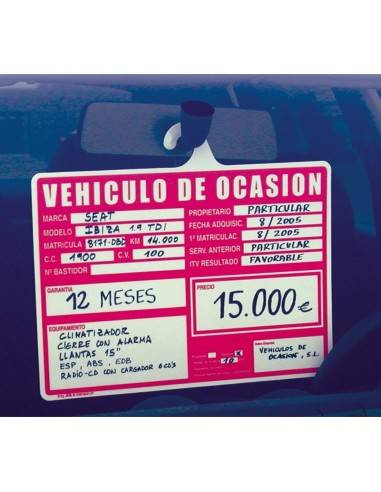 VEHICULO DE OCASION
MARCA SEAT
MODELO IBIZA 1.9 TDI
MATRICULA 8171-DBD KM 14.000
C.C. 1900 C.V. 100
Nº BASTIDOR
PROPIETARIO PARTICULAR
FECHA ADQUISIC 8/2005
1ª MATRICULAC 8/2005
SERV. ANTERIOR PARTICULAR
ITV RESULTADO FAVORABLE
GARANTIA
12 MESES
PRECIO
15.000€
EQUIPAMIENTO
CLIMATIZADOR
CIERRE CON ALARMA
LLANTAS 15"
ESP, ABS, EDB
RADIO-CD CON CARGADOR 6 CD'S
X
VEHICULOS DE
OCASION, S.L.